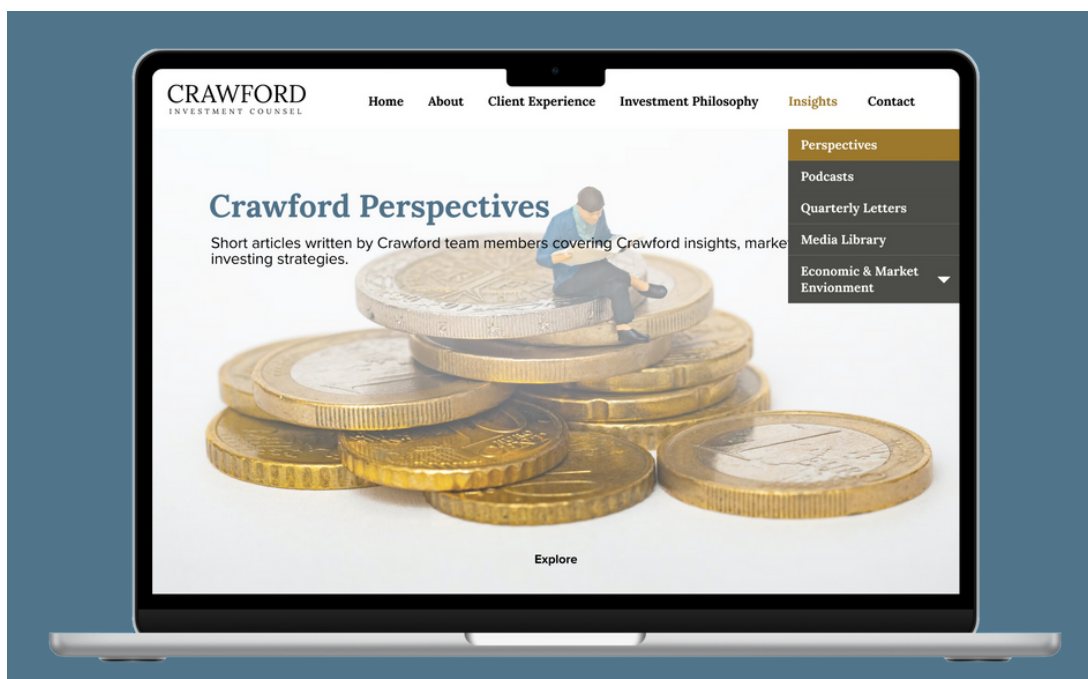 CRAWFORD
INVESTMENT COUNSEL
Home About Client Experience Investment Philosophy Insights Contact
Perspectives
Podcasts
Quarterly Letters
Media Library
Economic & Market
Envionment
Crawford Perspectives
Short articles written by Crawford team members covering Crawford insights,
investing strategies.
Explore